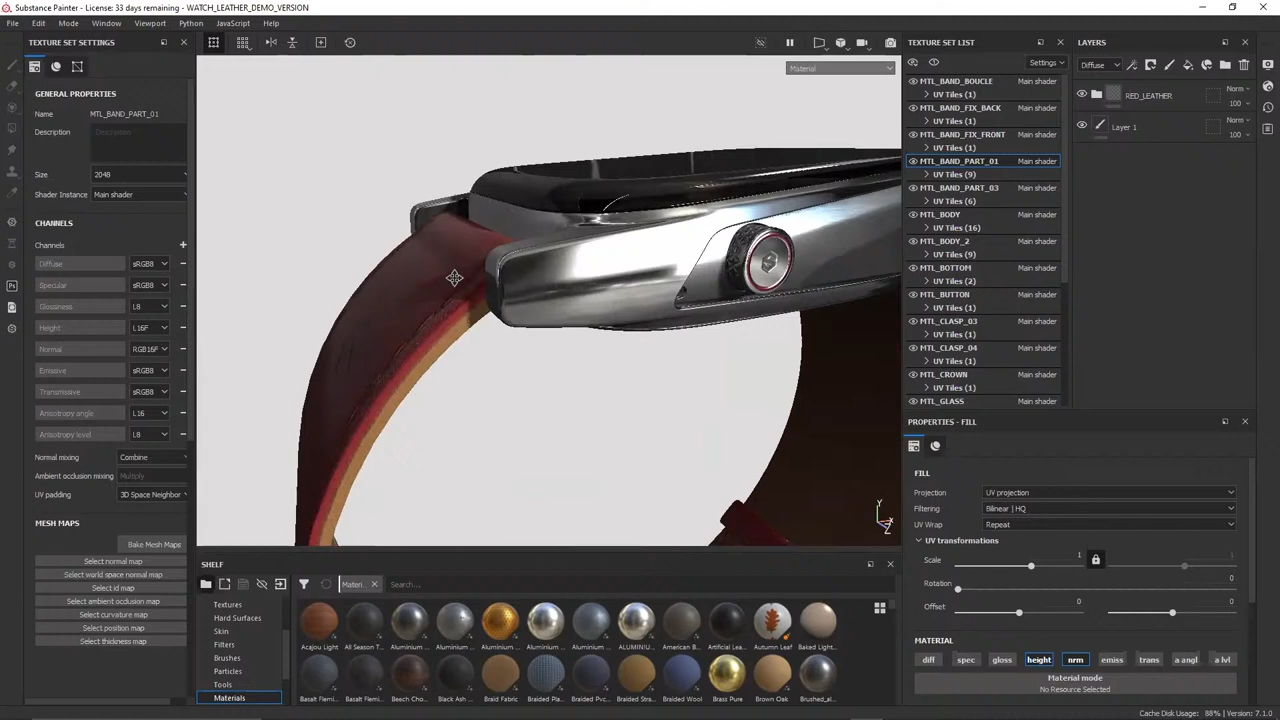 Substance Painter - License: 33 days remaining - WATCH_LEATHER_DEMO_VERSION
File Edit Mode Window Viewport Python JavaScript Help
TEXTURE SET SETTINGS
GENERAL PROPERTIES
Name MTL_BAND_PART_01
Description Description
Size 2048
Shader Instance Main shader
CHANNELS
Channels
Diffuse sRGB8
Specular sRGB8
Glossiness L8
Height L16F
Normal RGB16F
Emissive sRGB8
Transmissive sRGB8
Anisotropy angle L16
Anisotropy level L8
Normal mixing Combine
Ambient occlusion mixing Multiply
UV padding 3D Space Neighbor
MESH MAPS
Bake Mesh Maps
Select normal map
Select world space normal map
Select id map
Select ambient occlusion map
Select curvature map
Select position map
Select thickness map
Material
Y
X
Z
SHELF
Materi...
Search...
Textures
Hard Surfaces
Skin
Filters
Brushes
Particles
Tools
Materials
Acajou Light All Season T... Aluminium ... Aluminium ... Aluminium ... Aluminium ... Aluminium ... ALUMINIU... American B... Artificial Lea... Autumn Leaf Baked Light...
Basalt Flemi... Basalt Flemi... Beech Cho... Black Ash ... Braid Fabric Braided Pla... Braided Pvc... Braided Stra... Braided Wool Brass Pure Brown Oak Brushed_al...
TEXTURE SET LIST
Settings
MTL_BAND_BOUCLE Main shader
UV Tiles (1)
MTL_BAND_FIX_BACK Main shader
UV Tiles (1)
MTL_BAND_FIX_FRONT Main shader
UV Tiles (1)
MTL_BAND_PART_01 Main shader
UV Tiles (9)
MTL_BAND_PART_03 Main shader
UV Tiles (6)
MTL_BODY Main shader
UV Tiles (16)
MTL_BODY_2 Main shader
UV Tiles (9)
MTL_BOTTOM Main shader
UV Tiles (2)
MTL_BUTTON Main shader
UV Tiles (1)
MTL_CLASP_03 Main shader
UV Tiles (1)
MTL_CLASP_04 Main shader
UV Tiles (1)
MTL_CROWN Main shader
UV Tiles (1)
MTL_GLASS Main shader
LAYERS
Diffuse
RED_LEATHER Norm
100
Layer 1 Norm
100
PROPERTIES - FILL
FILL
Projection UV projection
Filtering Bilinear | HQ
UV Wrap Repeat
UV transformations
Scale 1 1
Rotation 0
Offset 0 0
MATERIAL
diff spec gloss height nrm emiss trans a angl a lvl
Material mode
No Resource Selected
Cache Disk Usage: 88% | Version: 7.1.0